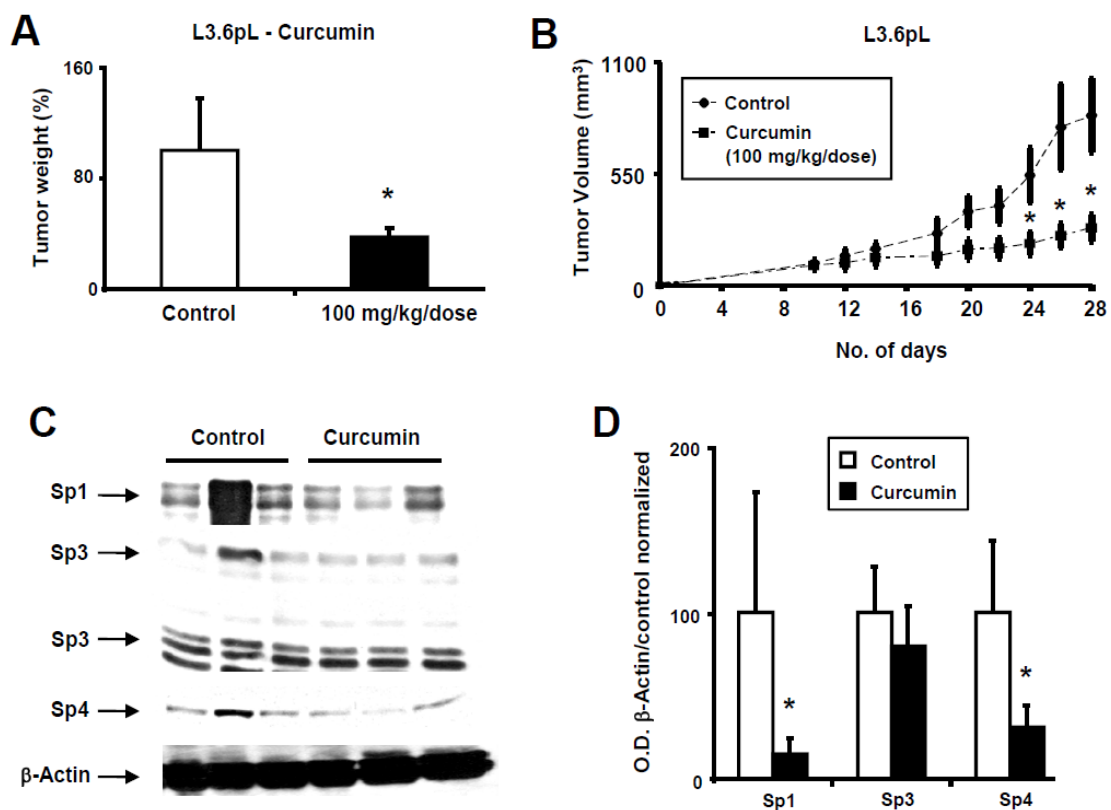 A
L3.6pL - Curcumin
Tumor weight (%)
160
80
0
*
Control
100 mg/kg/dose
B
L3.6pL
Tumor Volume (mm³)
1100
550
0
Control
Curcumin
(100 mg/kg/dose)
* * *
0 4 8 12 16 20 24 28
No. of days
C
Control Curcumin
Sp1
Sp3
Sp3
Sp4
β-Actin
D
O.D. β-Actin/control normalized
200
100
0
Control
Curcumin
* *
Sp1 Sp3 Sp4